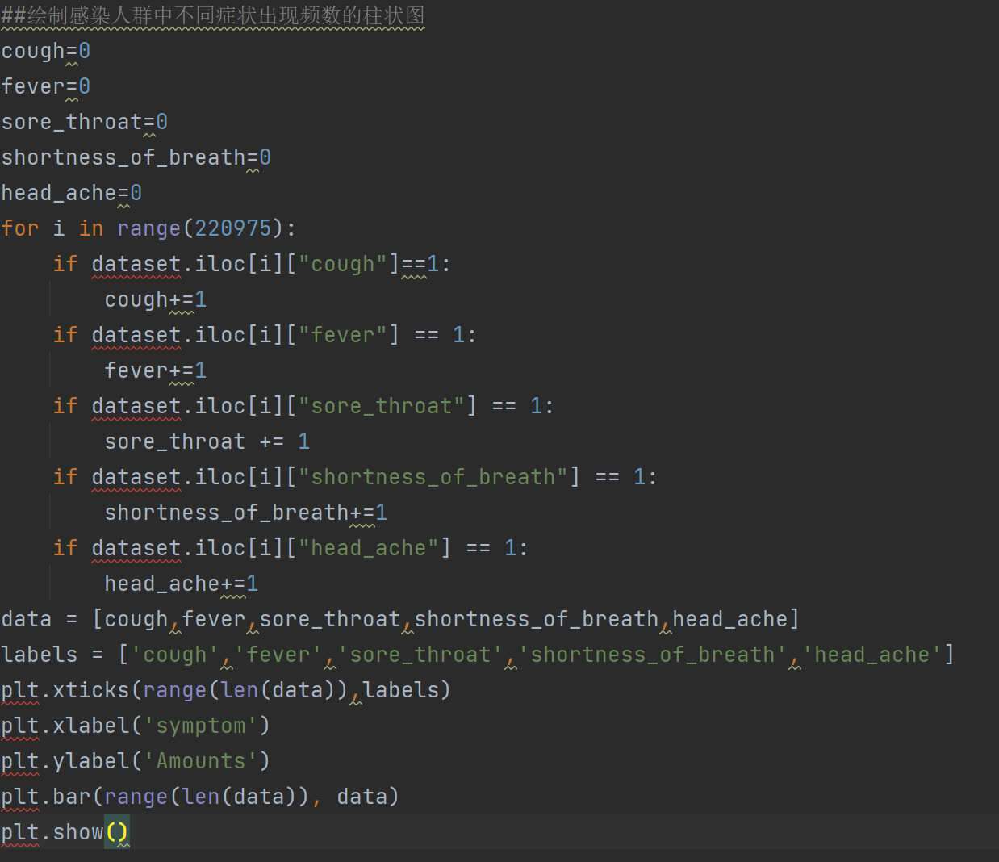 ##绘制感染人群中不同症状出现频数的柱状图
cough=0
fever=0
sore_throat=0
shortness_of_breath=0
head_ache=0
for i in range(220975):
    if dataset.iloc[i]["cough"]==1:
        cough+=1
    if dataset.iloc[i]["fever"] == 1:
        fever+=1
    if dataset.iloc[i]["sore_throat"] == 1:
        sore_throat += 1
    if dataset.iloc[i]["shortness_of_breath"] == 1:
        shortness_of_breath+=1
    if dataset.iloc[i]["head_ache"] == 1:
        head_ache+=1
data = [cough,fever,sore_throat,shortness_of_breath,head_ache]
labels = ['cough','fever','sore_throat','shortness_of_breath','head_ache']
plt.xticks(range(len(data)),labels)
plt.xlabel('symptom')
plt.ylabel('Amounts')
plt.bar(range(len(data)), data)
plt.show()